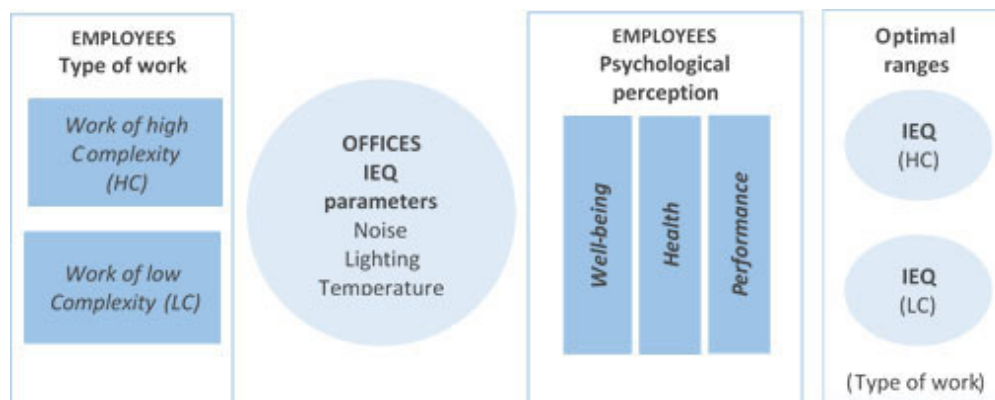 EMPLOYEES
Type of work
Work of high
Complexity
(HC)
Work of low
Complexity (LC)
OFFICES
IEQ
parameters
Noise
Lighting
Temperature
EMPLOYEES
Psychological
perception
Well-being
Health
Performance
Optimal
ranges
IEQ
(HC)
IEQ
(LC)
(Type of work)